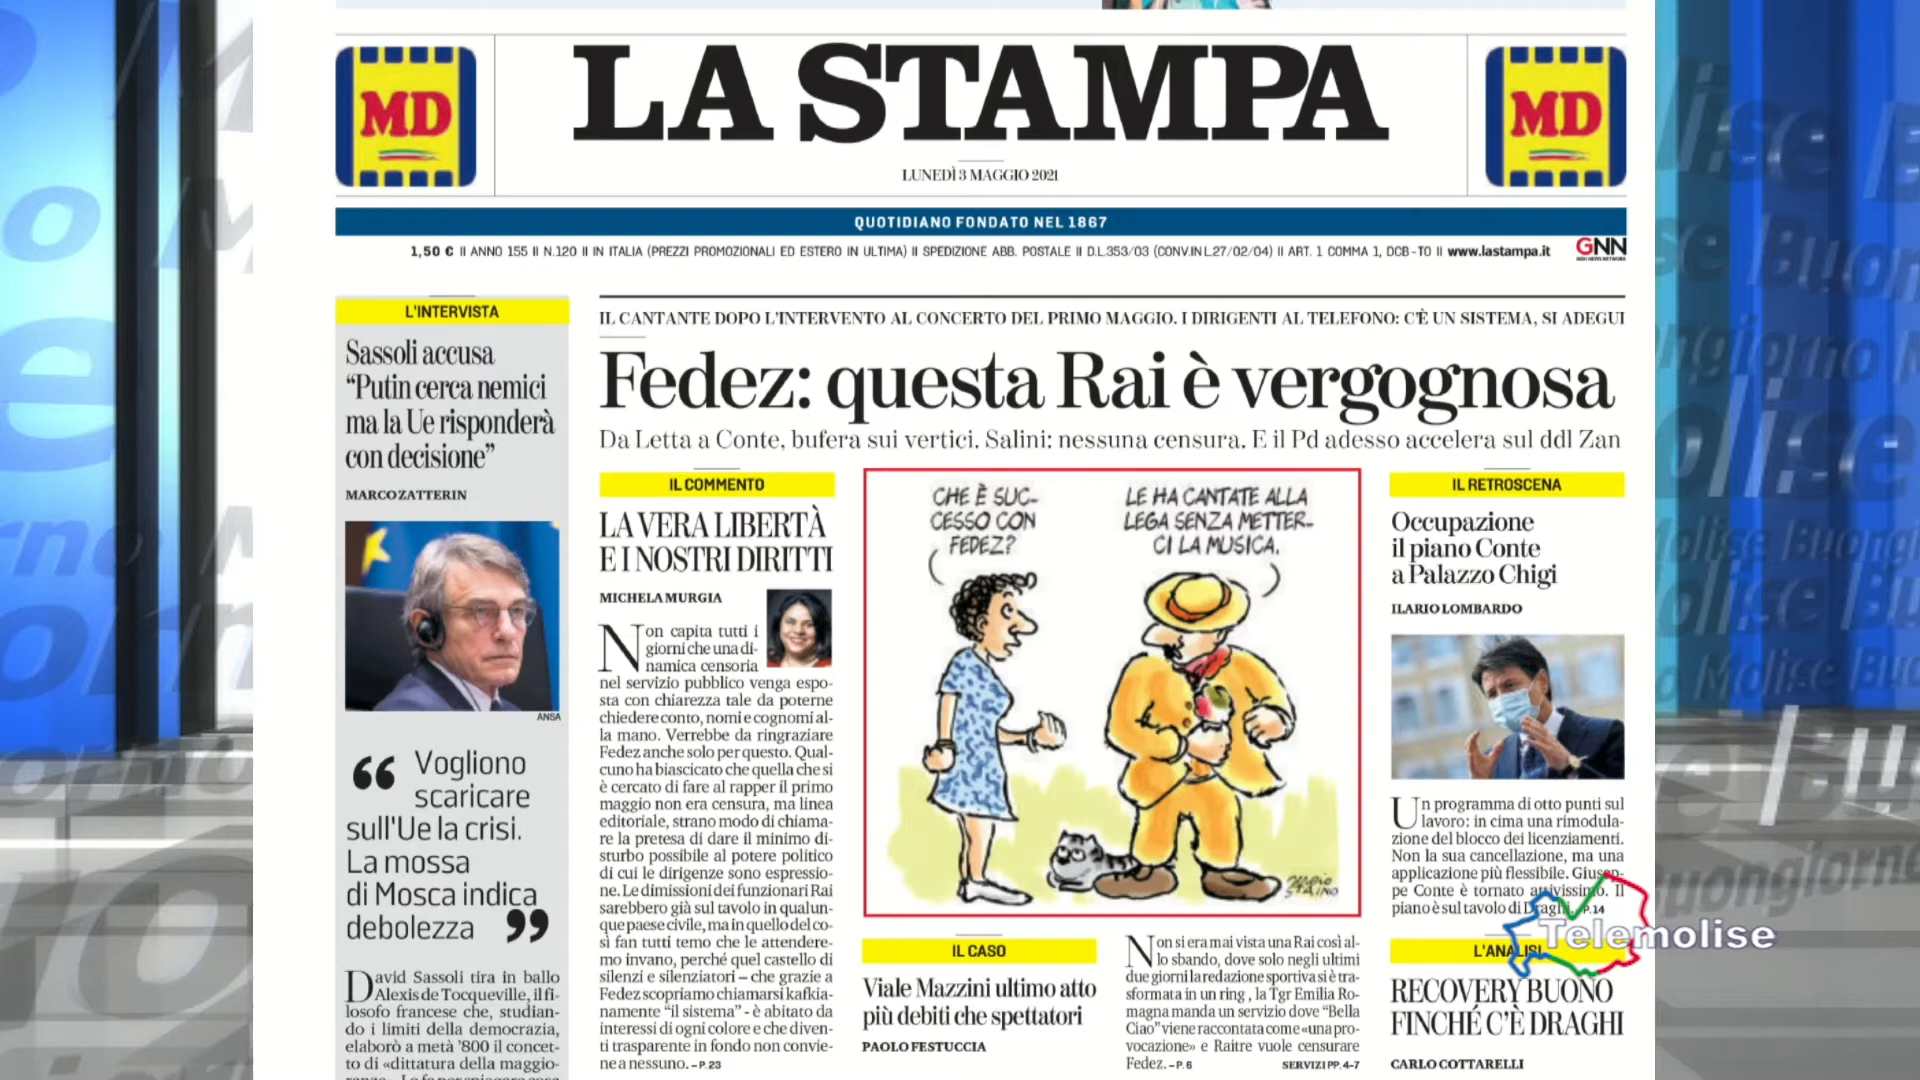 MD
LA STAMPA
MD
LUNEDÌ 3 MAGGIO 2021
QUOTIDIANO FONDATO NEL 1867
1,50 € II ANNO 155 II N.120 II IN ITALIA (PREZZI PROMOZIONALI ED ESTERO IN ULTIMA) II SPEDIZIONE ABB. POSTALE II D.L.353/03 (CONV.IN L.27/02/04) II ART. 1 COMMA 1, DCB-TO II www.lastampa.it
GNN
L'INTERVISTA
Sassoli accusa
“Putin cerca nemici
ma la Ue risponderà
con decisione”
MARCO ZATTERIN
ANSA
“ Vogliono
scaricare
sull'Ue la crisi.
La mossa
di Mosca indica
debolezza ”
David Sassoli tira in ballo
Alexis de Tocqueville, il fi-
losofo francese che, studian-
do i limiti della democrazia,
elaborò a metà '800 il concet-
to di «dittatura della maggio-
IL CANTANTE DOPO L'INTERVENTO AL CONCERTO DEL PRIMO MAGGIO. I DIRIGENTI AL TELEFONO: C'È UN SISTEMA, SI ADEGUI
Fedez: questa Rai è vergognosa
Da Letta a Conte, bufera sui vertici. Salini: nessuna censura. E il Pd adesso accelera sul ddl Zan
IL COMMENTO
LA VERA LIBERTÀ
E I NOSTRI DIRITTI
MICHELA MURGIA
Non capita tutti i
giorni che una di-
namica censoria
nel servizio pubblico venga espo-
sta con chiarezza tale da poterne
chiedere conto, nomi e cognomi al-
la mano. Verrebbe da ringraziare
Fedez anche solo per questo. Qual-
cuno ha biascicato che quella che si
è cercato di fare al rapper il primo
maggio non era censura, ma linea
editoriale, strano modo di chiama-
re la pretesa di dare il minimo di-
sturbo possibile al potere politico
di cui le dirigenze sono espressio-
ne. Le dimissioni dei funzionari Rai
sarebbero già sul tavolo in qualun-
que paese civile, ma in quello del co-
sì fan tutti temo che le attendere-
mo invano, perché quel castello di
silenzi e silenziatori – che grazie a
Fedez scopriamo chiamarsi kafkia-
namente “il sistema” - è abitato da
interessi di ogni colore e che diven-
ti trasparente in fondo non convie-
ne a nessuno. – P. 23
CHE È SUC-
CESSO CON
FEDEZ?
LE HA CANTATE ALLA
LEGA SENZA METTER-
CI LA MUSICA.
SERGIO
STAINO
IL CASO
Viale Mazzini ultimo atto
più debiti che spettatori
PAOLO FESTUCCIA
Non si era mai vista una Rai così al-
lo sbando, dove solo negli ultimi
due giorni la redazione sportiva si è tra-
sformata in un ring , la Tgr Emilia Ro-
magna manda un servizio dove “Bella
Ciao” viene raccontata come «una pro-
vocazione» e Raitre vuole censurare
Fedez. – P. 6
SERVIZI PP. 4-7
IL RETROSCENA
Occupazione
il piano Conte
a Palazzo Chigi
ILARIO LOMBARDO
Un programma di otto punti sul
lavoro: in cima una rimodula-
zione del blocco dei licenziamenti.
Non la sua cancellazione, ma una
applicazione più flessibile. Giusep-
pe Conte è tornato attivissimo. Il
piano è sul tavolo di Draghi. P. 14
Telemolise
L'ANALISI
RECOVERY BUONO
FINCHÉ C'È DRAGHI
CARLO COTTARELLI